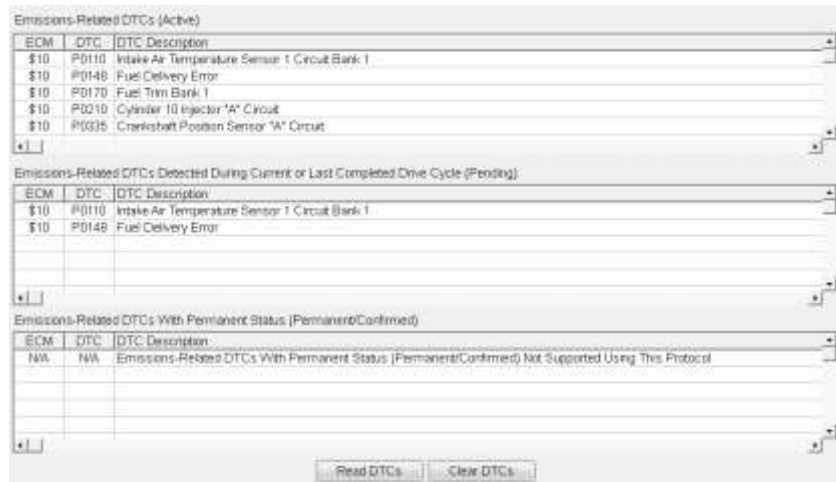 Emissions-Related DTCs (Active)
ECM DTC DTC Description
$10 P0110 Intake Air Temperature Sensor 1 Circuit Bank 1
$10 P0148 Fuel Delivery Error
$10 P0170 Fuel Trim Bank 1
$10 P0210 Cylinder 10 Injector "A" Circuit
$10 P0335 Crankshaft Position Sensor "A" Circuit
Emissions-Related DTCs Detected During Current or Last Completed Drive Cycle (Pending)
ECM DTC DTC Description
$10 P0110 Intake Air Temperature Sensor 1 Circuit Bank 1
$10 P0148 Fuel Delivery Error
Emissions-Related DTCs With Permanent Status (Permanent/Confirmed)
ECM DTC DTC Description
N/A N/A Emissions-Related DTCs With Permanent Status (Permanent/Confirmed) Not Supported Using This Protocol
Read DTCs Clear DTCs